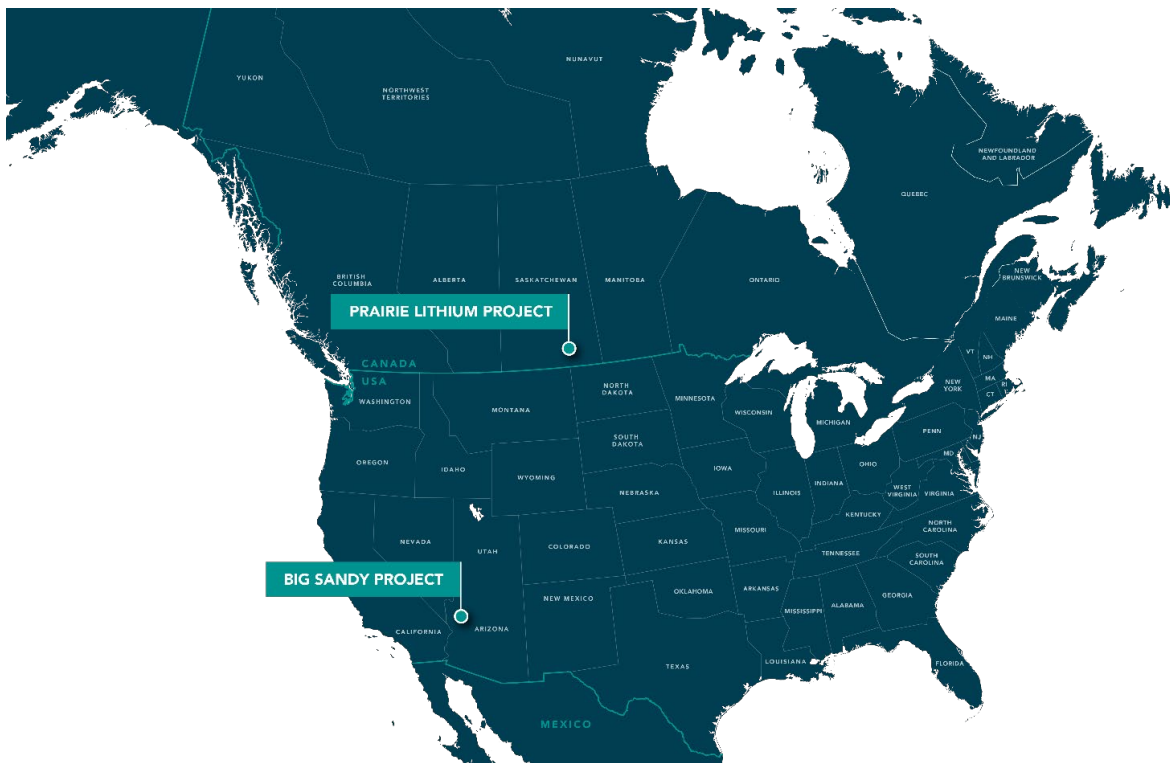 NUNAVUT
YUKON
NORTHWEST
TERRITORIES
NEWFOUNDLAND
AND LABRADOR
QUEBEC
BRITISH
COLUMBIA
ALBERTA
SASKATCHEWAN
MANITOBA
ONTARIO
NEW
BRUNSWICK
PRAIRIE LITHIUM PROJECT
MAINE
CANADA
USA
VT
NH
WASHINGTON
MONTANA
NORTH
DAKOTA
MINNESOTA
WISCONSIN
MICHIGAN
NEW
YORK
MA
RI
CT
OREGON
IDAHO
WYOMING
SOUTH
DAKOTA
PENN
NJ
IOWA
OHIO
MD
NEBRASKA
ILLINOIS
INDIANA
WEST
VIRGINIA
VIRGINIA
KENTUCKY
NEVADA
UTAH
COLORADO
KANSAS
MISSOURI
NORTH
CAROLINA
TENNESSEE
SOUTH
CAROLINA
BIG SANDY PROJECT
NEW MEXICO
OKLAHOMA
ARKANSAS
GEORGIA
MISSISSIPPI
ALABAMA
CALIFORNIA
ARIZONA
TEXAS
LOUISIANA
FLORIDA
MEXICO